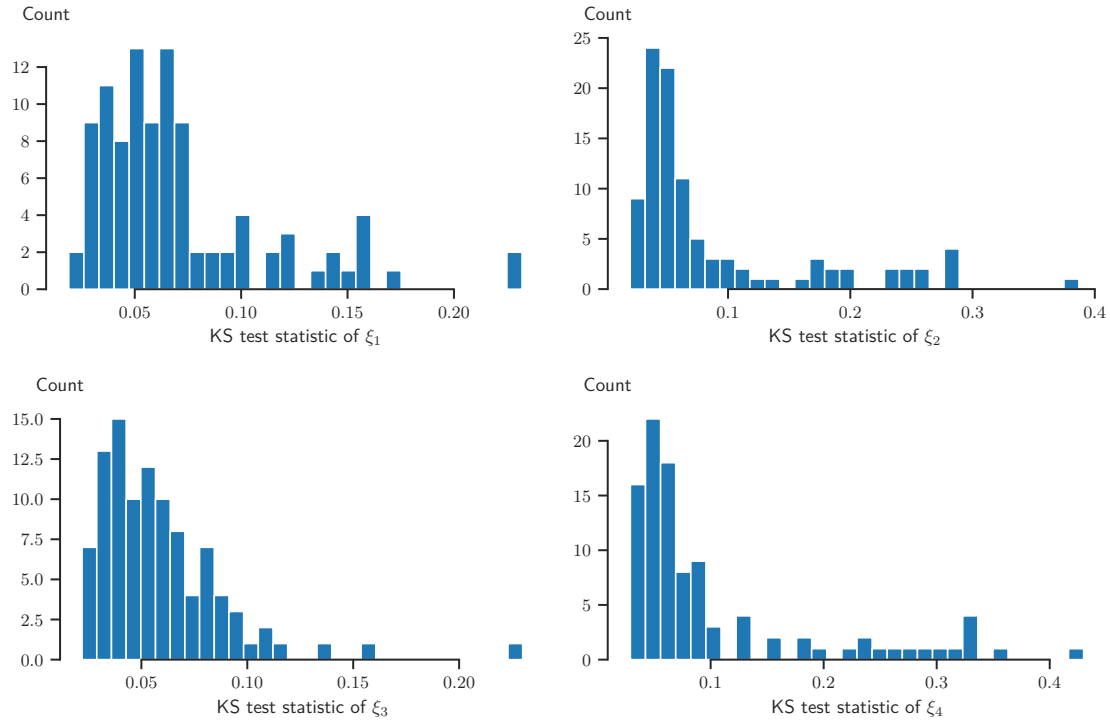 Count
12
10
8
6
4
2
0
0.05 0.10 0.15 0.20
KS test statistic of ξ1
Count
25
20
15
10
5
0
0.1 0.2 0.3 0.4
KS test statistic of ξ2
Count
15.0
12.5
10.0
7.5
5.0
2.5
0.0
0.05 0.10 0.15 0.20
KS test statistic of ξ3
Count
20
15
10
5
0
0.1 0.2 0.3 0.4
KS test statistic of ξ4